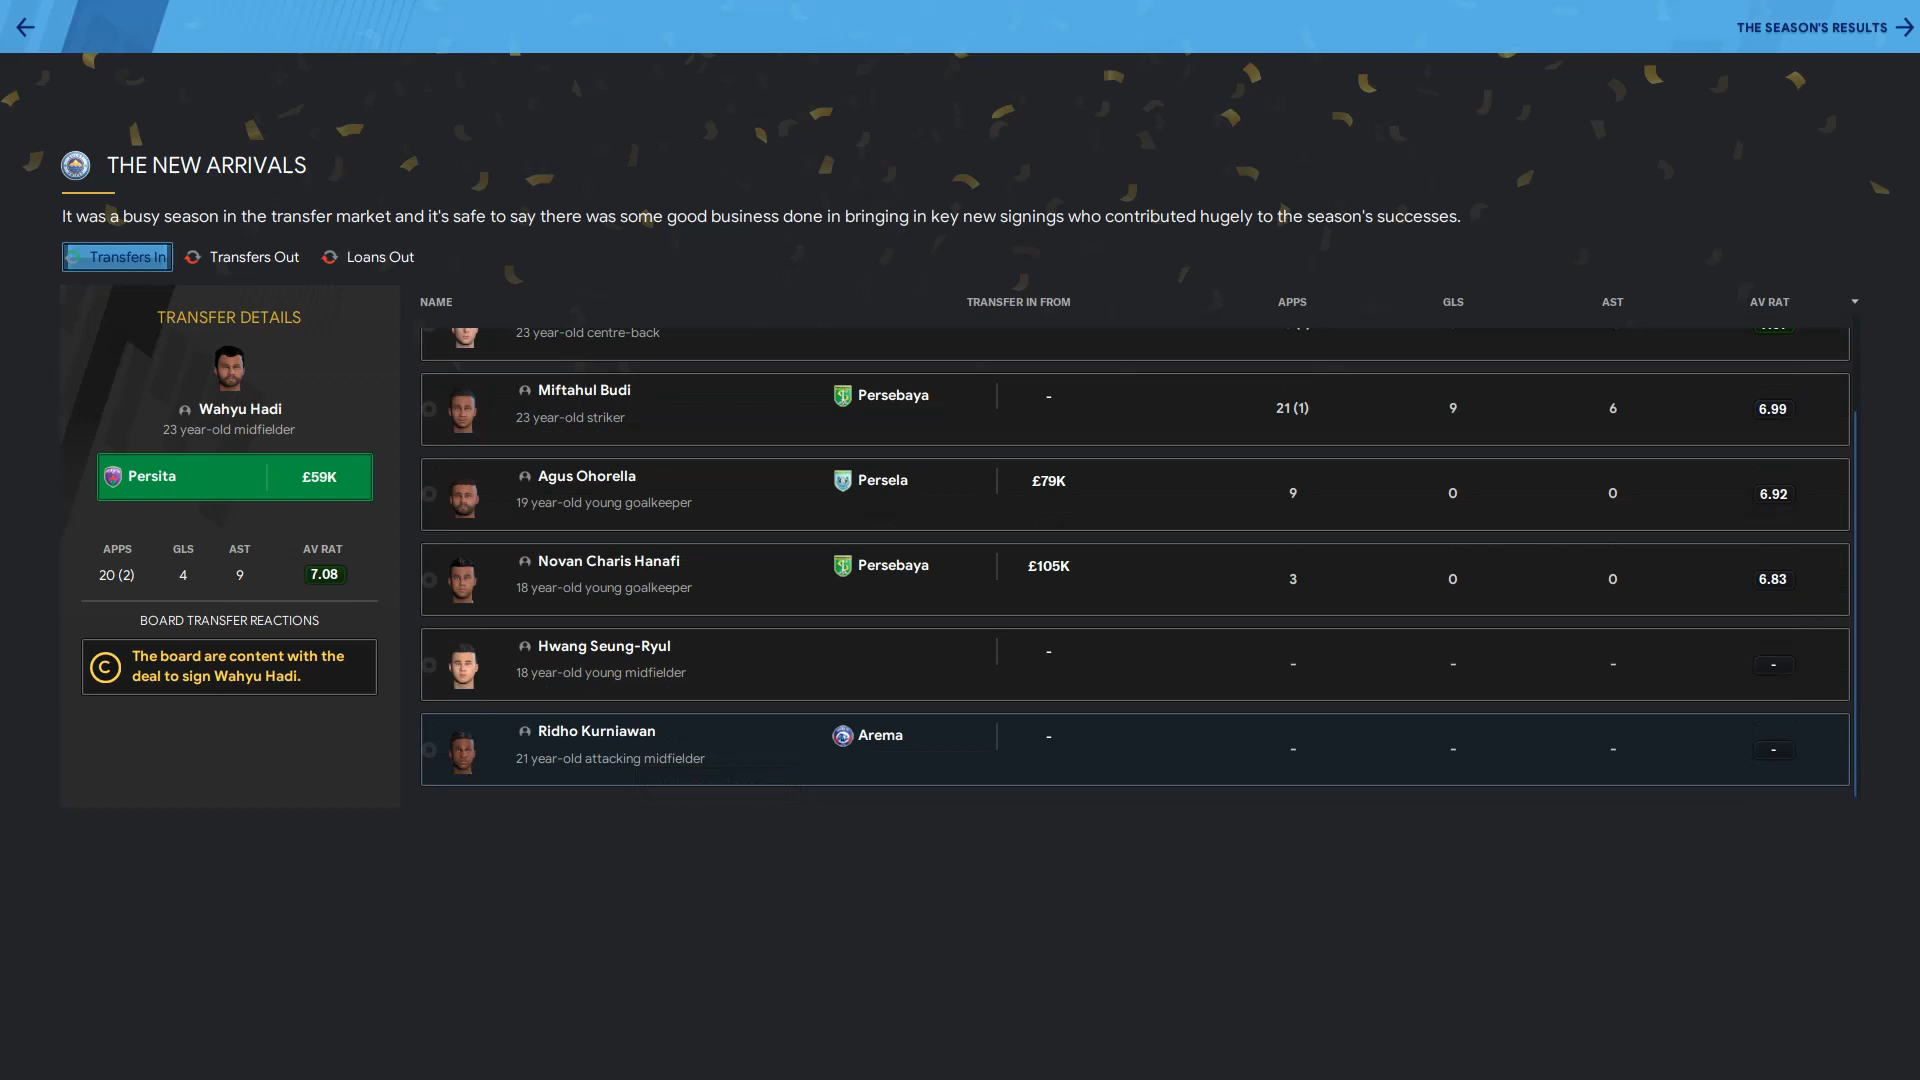 THE SEASON'S RESULTS
THE NEW ARRIVALS
It was a busy season in the transfer market and it's safe to say there was some good business done in bringing in key new signings who contributed hugely to the season's successes.
Transfers In Transfers Out Loans Out
TRANSFER DETAILS
Wahyu Hadi
23 year-old midfielder
Persita £59K
APPS GLS AST AV RAT
20 (2) 4 9 7.08
BOARD TRANSFER REACTIONS
C
The board are content with the
deal to sign Wahyu Hadi.
NAME TRANSFER IN FROM APPS GLS AST AV RAT
23 year-old centre-back
Miftahul Budi
23 year-old striker
Persebaya - 21 (1) 9 6 6.99
Agus Ohorella
19 year-old young goalkeeper
Persela £79K 9 0 0 6.92
Novan Charis Hanafi
18 year-old young goalkeeper
Persebaya £105K 3 0 0 6.83
Hwang Seung-Ryul
18 year-old young midfielder
- - - - -
Ridho Kurniawan
21 year-old attacking midfielder
Arema - - - - -